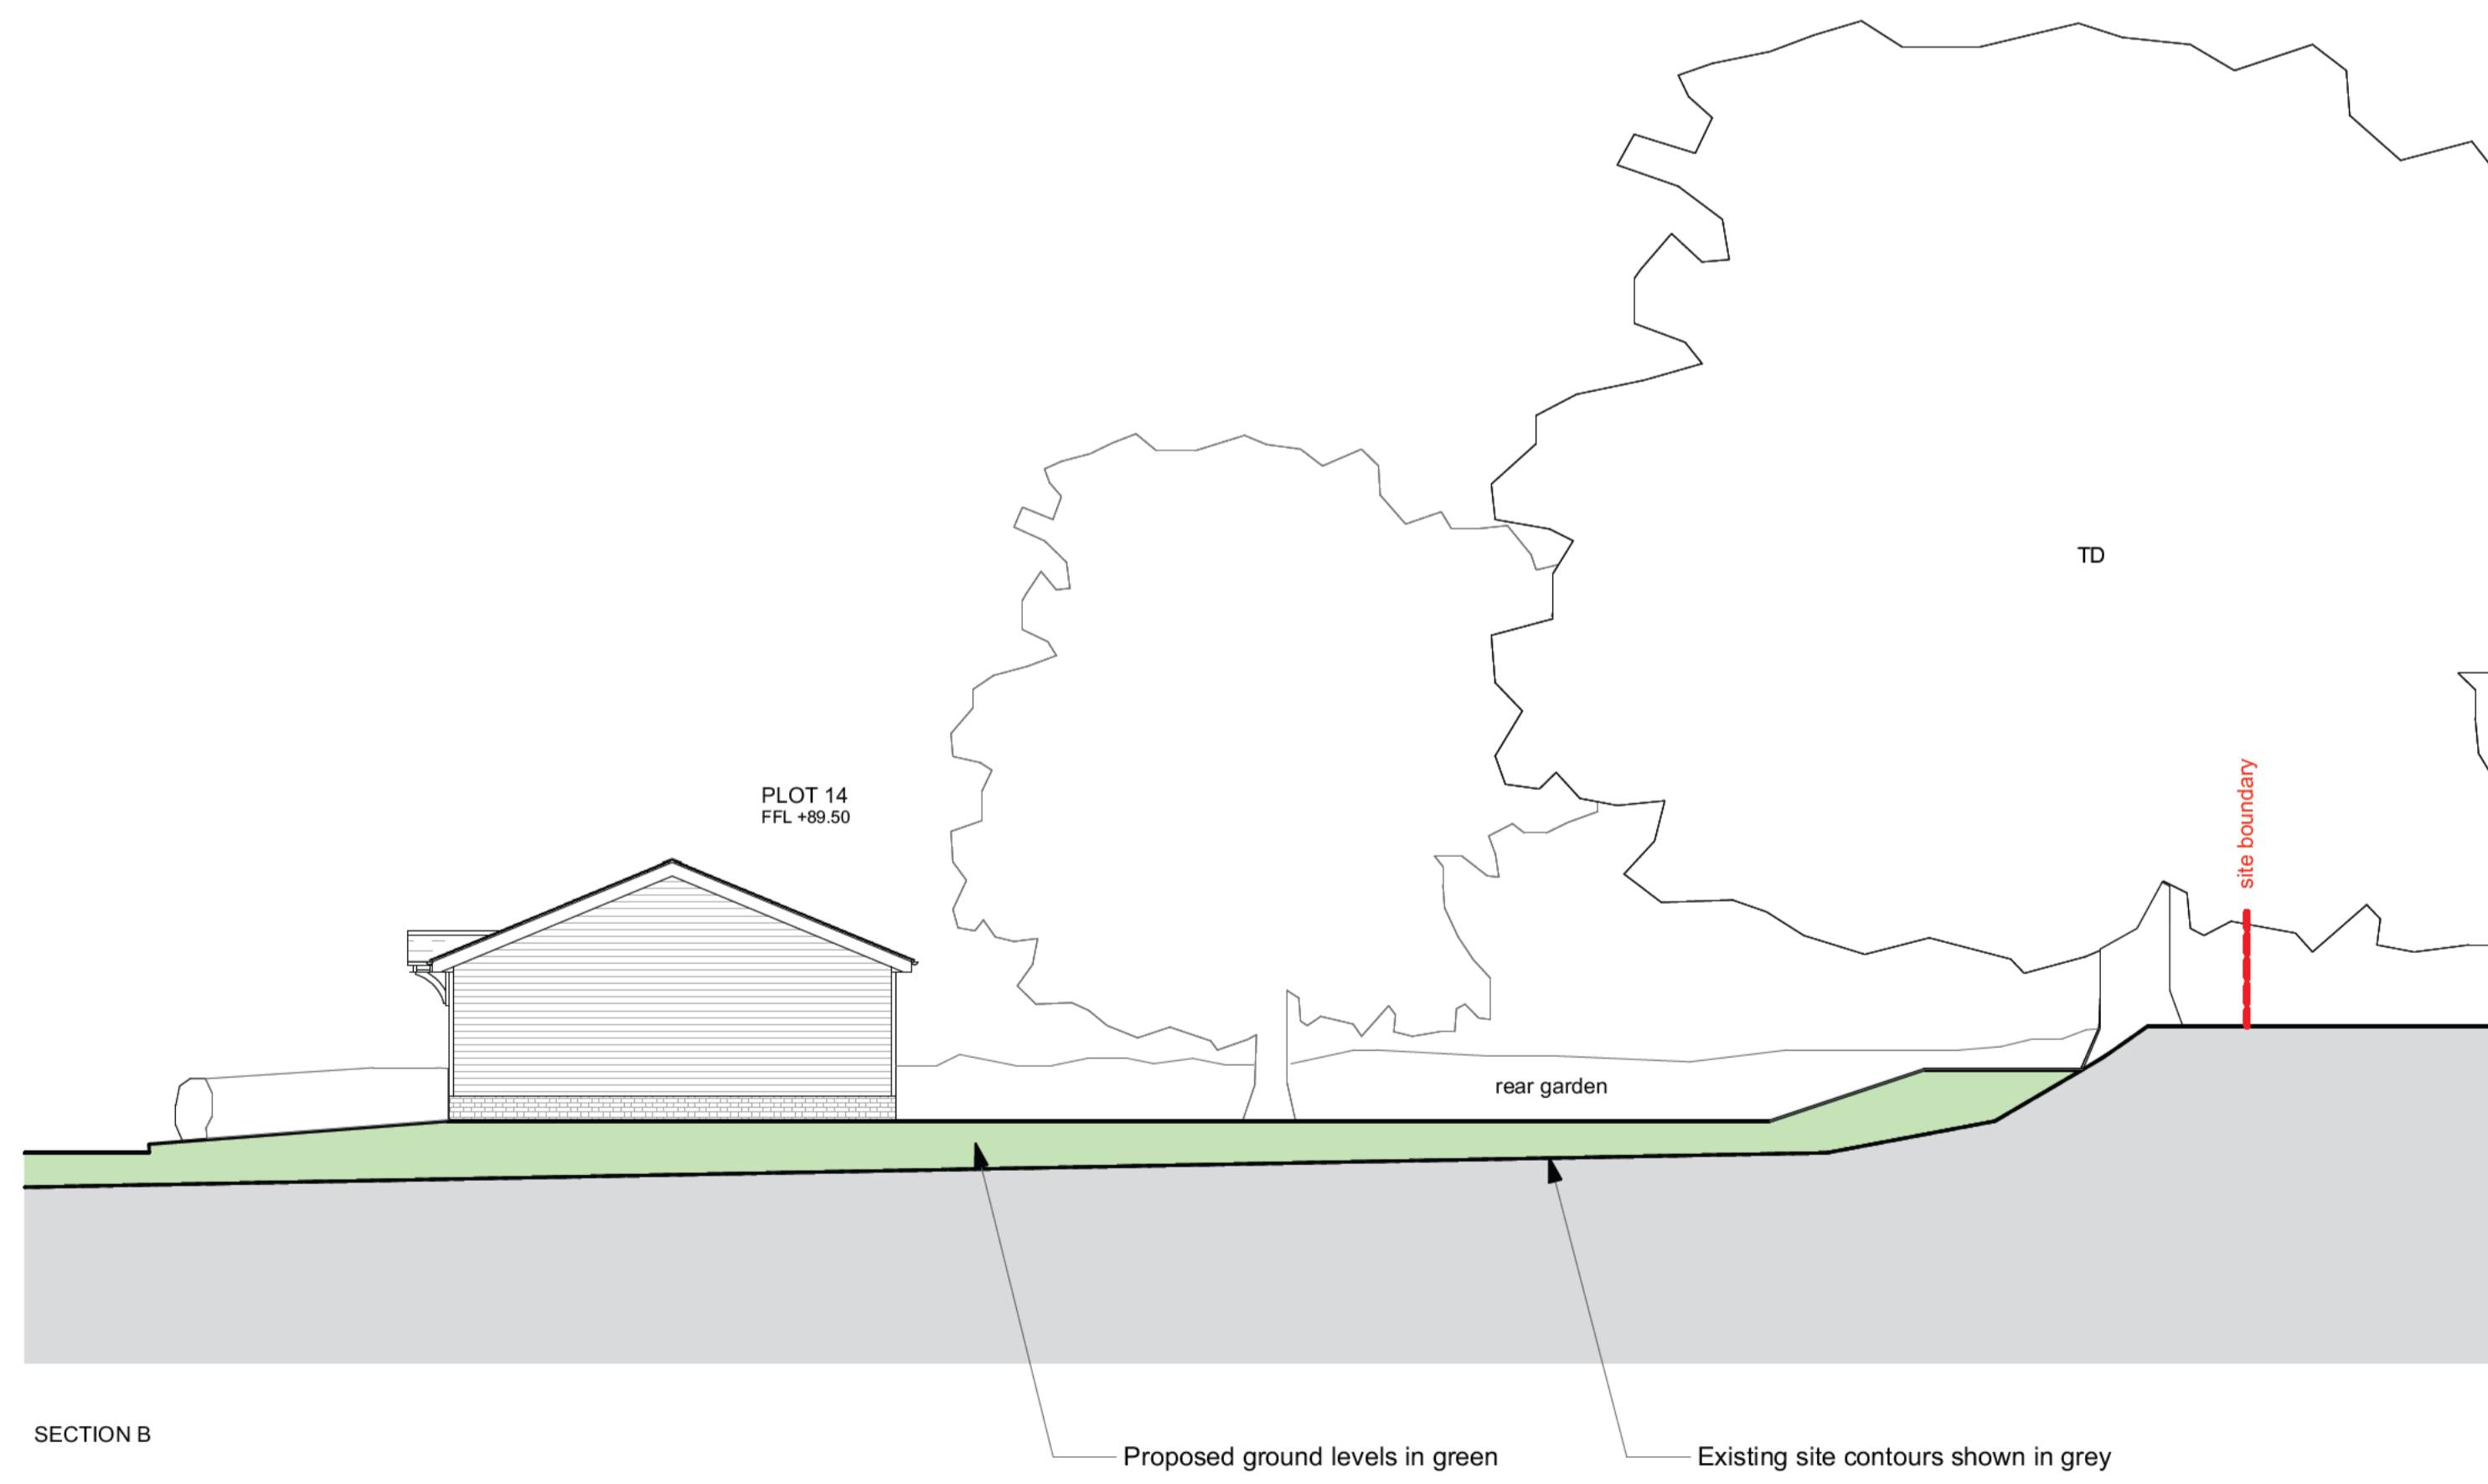 TD
site boundary
PLOT 14
FFL +89.50
rear garden
SECTION B
Proposed ground levels in green
Existing site contours shown in grey